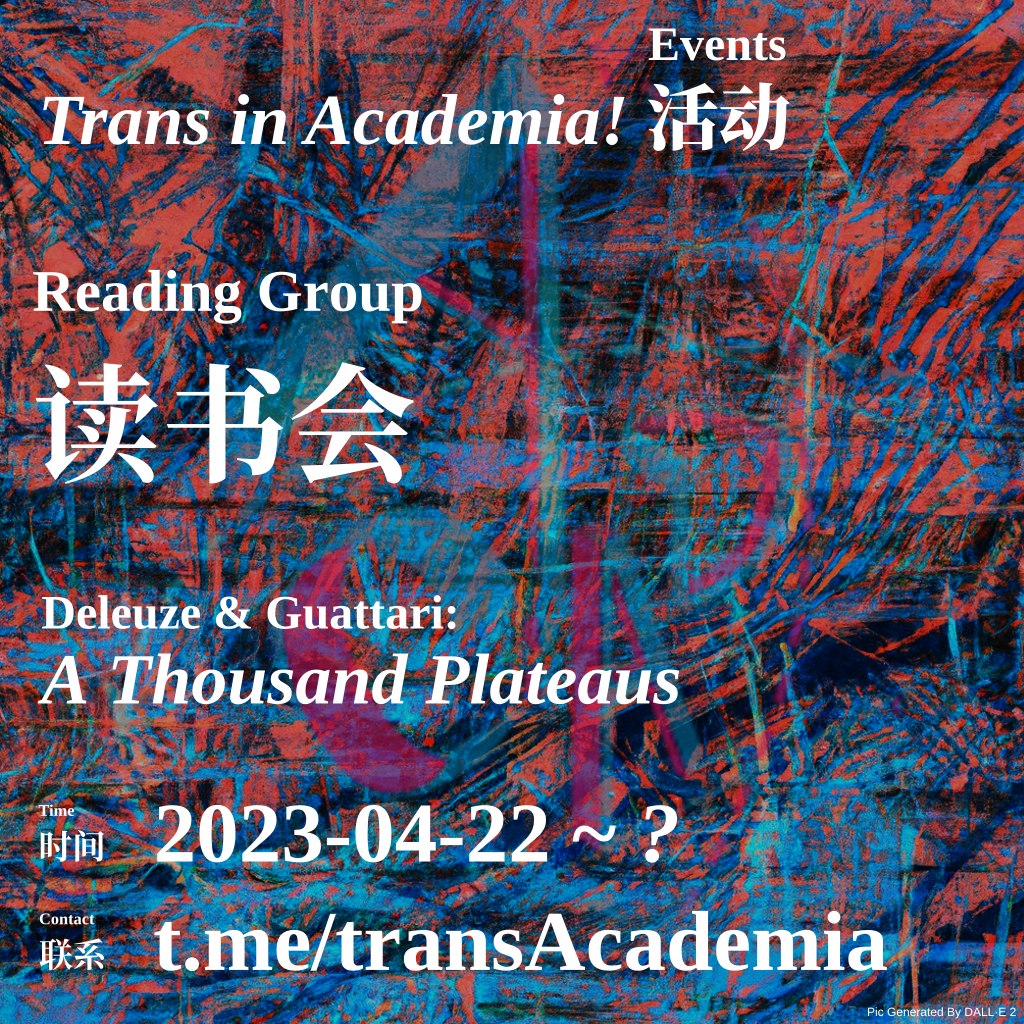 Events
Trans in Academia! 活动
Reading Group
读书会
Deleuze & Guattari:
A Thousand Plateaus
Time
时间 2023-04-22 ~ ?
Contact
联系 t.me/transAcademia
Pic Generated By DALL·E 2